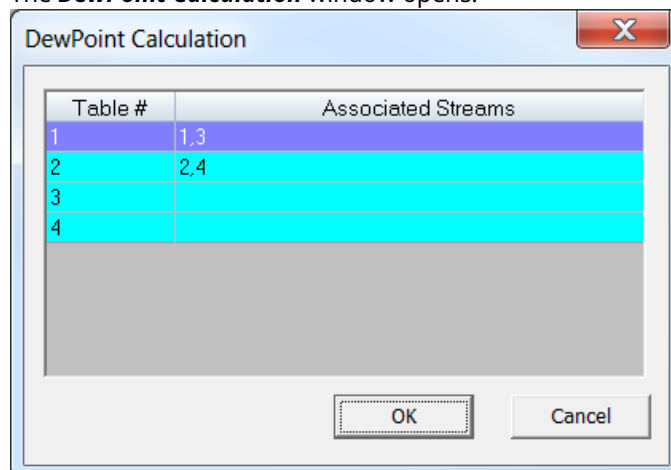 The DewPoint Calculation window opens.
DewPoint Calculation
Table # Associated Streams
1 1,3
2 2,4
3
4
OK Cancel